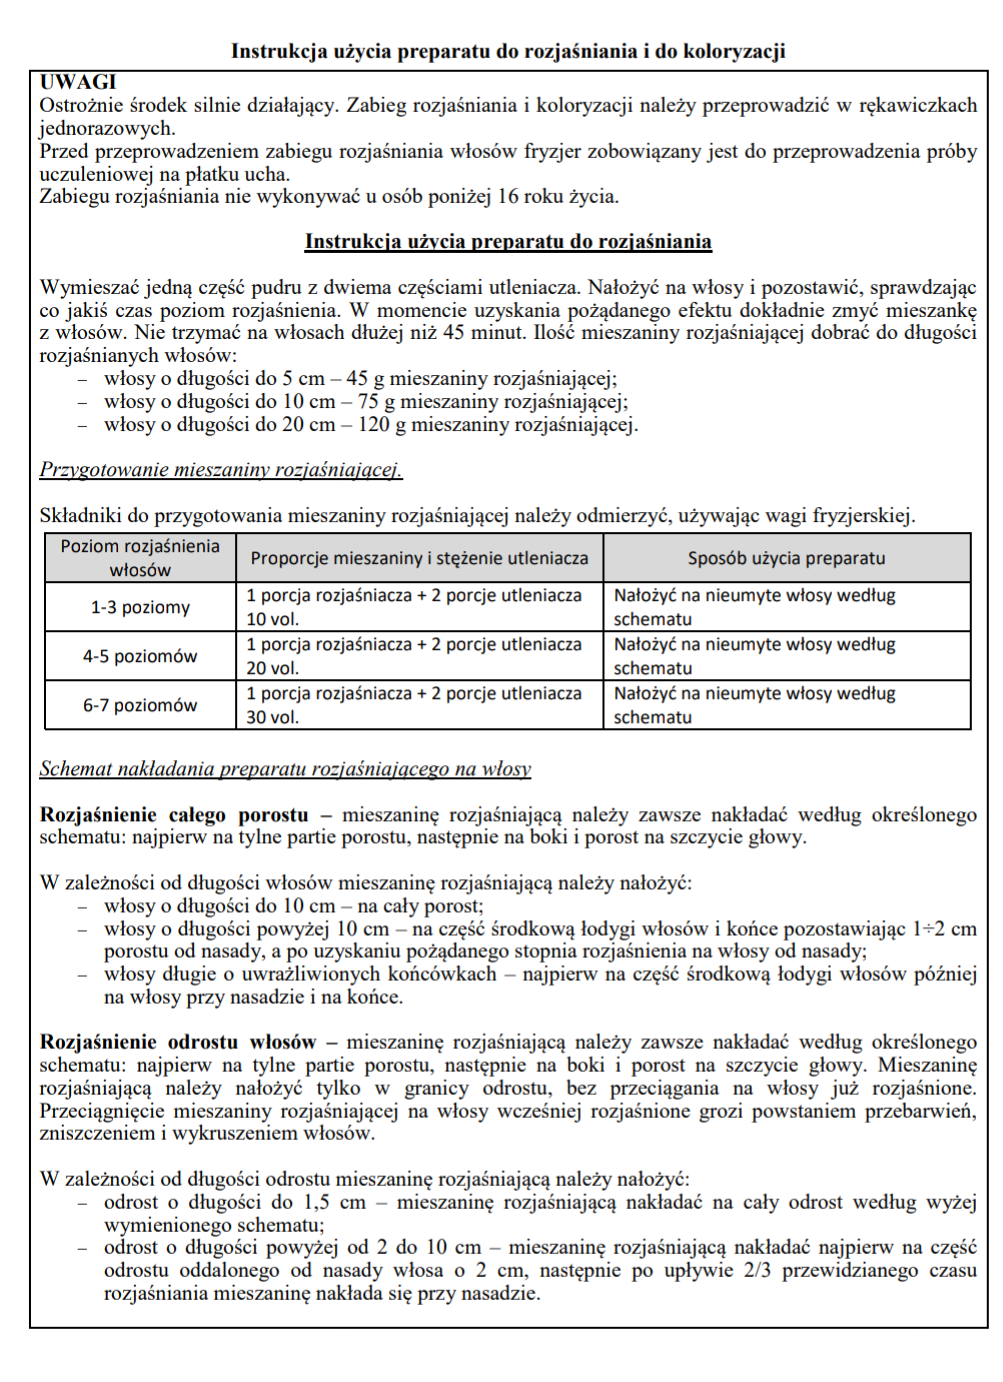 Instrukcja użycia preparatu do rozjaśniania i do koloryzacji
UWAGI
Ostrożnie środek silnie działający. Zabieg rozjaśniania i koloryzacji należy przeprowadzić w rękawiczkach
jednorazowych.
Przed przeprowadzeniem zabiegu rozjaśniania włosów fryzjer zobowiązany jest do przeprowadzenia próby
uczuleniowej na płatku ucha.
Zabiegu rozjaśniania nie wykonywać u osób poniżej 16 roku życia.
Instrukcja użycia preparatu do rozjaśniania
Wymieszać jedną część pudru z dwiema częściami utleniacza. Nałożyć na włosy i pozostawić, sprawdzając
co jakiś czas poziom rozjaśnienia. W momencie uzyskania pożądanego efektu dokładnie zmyć mieszankę
z włosów. Nie trzymać na włosach dłużej niż 45 minut. Ilość mieszaniny rozjaśniającej dobrać do długości
rozjaśnianych włosów:
– włosy o długości do 5 cm – 45 g mieszaniny rozjaśniającej;
– włosy o długości do 10 cm – 75 g mieszaniny rozjaśniającej;
– włosy o długości do 20 cm – 120 g mieszaniny rozjaśniającej.
Przygotowanie mieszaniny rozjaśniającej.
Składniki do przygotowania mieszaniny rozjaśniającej należy odmierzyć, używając wagi fryzjerskiej.
Poziom rozjaśnienia
włosów
Proporcje mieszaniny i stężenie utleniacza
Sposób użycia preparatu
1-3 poziomy
1 porcja rozjaśniacza + 2 porcje utleniacza
10 vol.
Nałożyć na nieumyte włosy według
schematu
4-5 poziomów
1 porcja rozjaśniacza + 2 porcje utleniacza
20 vol.
Nałożyć na nieumyte włosy według
schematu
6-7 poziomów
1 porcja rozjaśniacza + 2 porcje utleniacza
30 vol.
Nałożyć na nieumyte włosy według
schematu
Schemat nakładania preparatu rozjaśniającego na włosy
Rozjaśnienie całego porostu – mieszaninę rozjaśniającą należy zawsze nakładać według określonego
schematu: najpierw na tylne partie porostu, następnie na boki i porost na szczycie głowy.
W zależności od długości włosów mieszaninę rozjaśniającą należy nałożyć:
– włosy o długości do 10 cm – na cały porost;
– włosy o długości powyżej 10 cm – na część środkową łodygi włosów i końce pozostawiając 1÷2 cm
porostu od nasady, a po uzyskaniu pożądanego stopnia rozjaśnienia na włosy od nasady;
– włosy długie o uwrażliwionych końcówkach – najpierw na część środkową łodygi włosów później
na włosy przy nasadzie i na końce.
Rozjaśnienie odrostu włosów – mieszaninę rozjaśniającą należy zawsze nakładać według określonego
schematu: najpierw na tylne partie porostu, następnie na boki i porost na szczycie głowy. Mieszaninę
rozjaśniającą należy nałożyć tylko w granicy odrostu, bez przeciągania na włosy już rozjaśnione.
Przeciągnięcie mieszaniny rozjaśniającej na włosy wcześniej rozjaśnione grozi powstaniem przebarwień,
zniszczeniem i wykruszeniem włosów.
W zależności od długości odrostu mieszaninę rozjaśniającą należy nałożyć:
– odrost o długości do 1,5 cm – mieszaninę rozjaśniającą nakładać na cały odrost według wyżej
wymienionego schematu;
– odrost o długości powyżej od 2 do 10 cm – mieszaninę rozjaśniającą nakładać najpierw na część
odrostu oddalonego od nasady włosa o 2 cm, następnie po upływie 2/3 przewidzianego czasu
rozjaśniania mieszaninę nakłada się przy nasadzie.